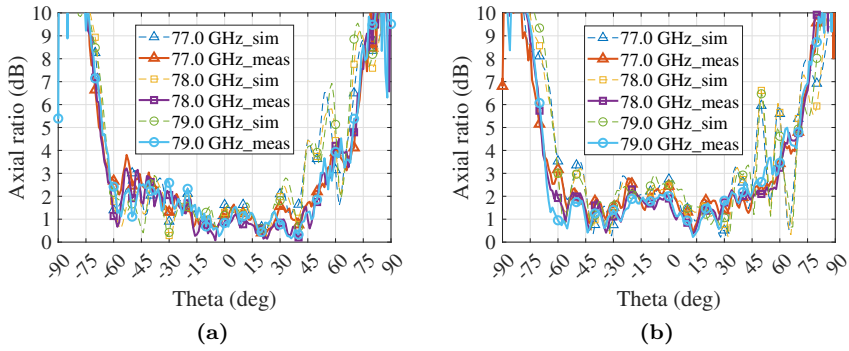 10
9
8
7
6
5
4
3
2
1
0
Axial ratio (dB)
77.0 GHz_sim
77.0 GHz_meas
78.0 GHz_sim
78.0 GHz_meas
79.0 GHz_sim
79.0 GHz_meas
-90 -75 -60 -45 -30 -15 0 15 30 45 60 75 90
Theta (deg)
(a)
10
9
8
7
6
5
4
3
2
1
0
Axial ratio (dB)
77.0 GHz_sim
77.0 GHz_meas
78.0 GHz_sim
78.0 GHz_meas
79.0 GHz_sim
79.0 GHz_meas
-90 -75 -60 -45 -30 -15 0 15 30 45 60 75 90
Theta (deg)
(b)